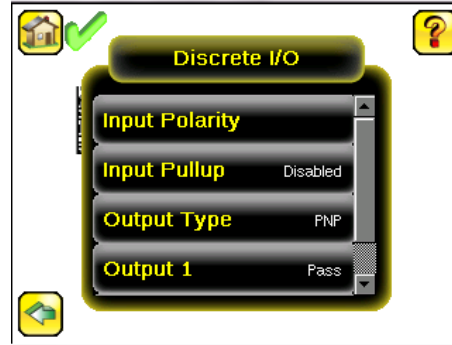 Discrete I/O
Input Polarity
Input Pullup Disabled
Output Type PNP
Output 1 Pass